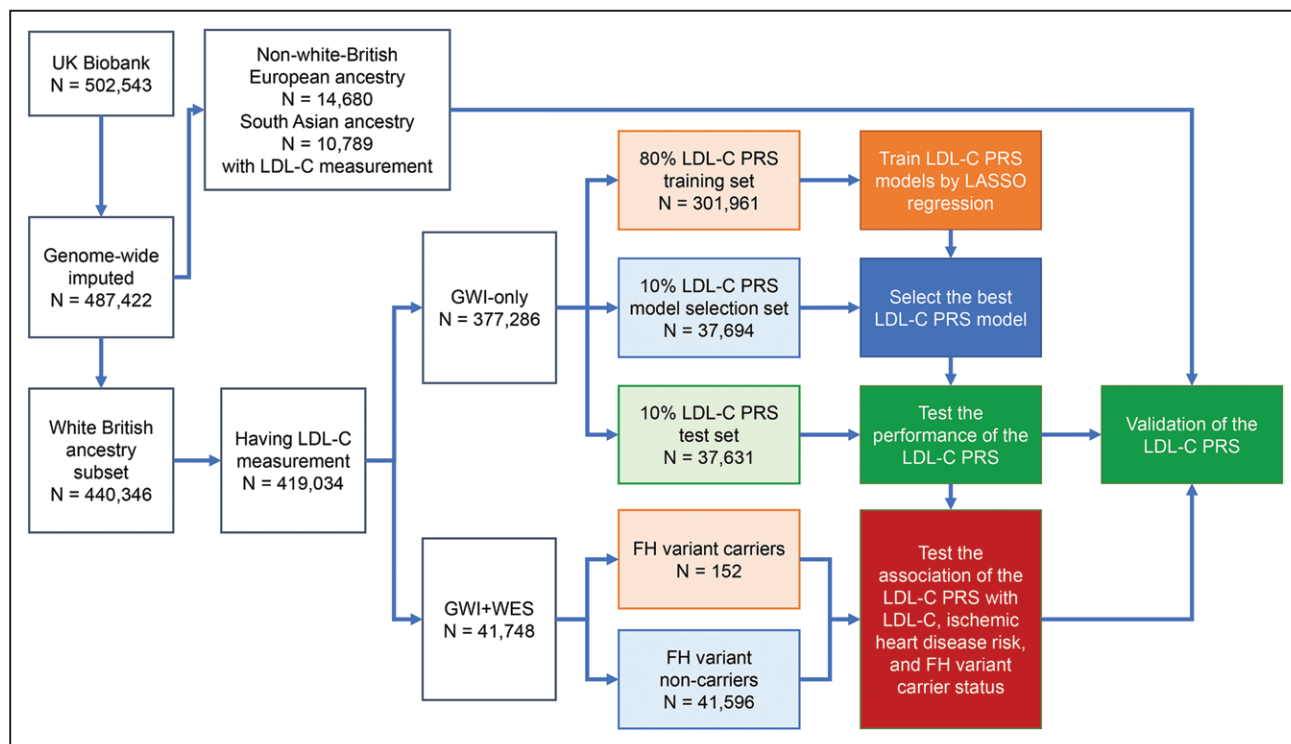 UK Biobank
N = 502,543
Non-white-British
European ancestry
N = 14,680
South Asian ancestry
N = 10,789
with LDL-C measurement
Genome-wide
imputed
N = 487,422
White British
ancestry
subset
N = 440,346
Having LDL-C
measurement
N = 419,034
GWI-only
N = 377,286
GWI+WES
N = 41,748
80% LDL-C PRS
training set
N = 301,961
Train LDL-C PRS
models by LASSO
regression
10% LDL-C PRS
model selection set
N = 37,694
Select the best
LDL-C PRS model
10% LDL-C PRS
test set
N = 37,631
Test the
performance of the
LDL-C PRS
Validation of the
LDL-C PRS
FH variant carriers
N = 152
FH variant
non-carriers
N = 41,596
Test the
association of the
LDL-C PRS with
LDL-C, ischemic
heart disease risk,
and FH variant
carrier status